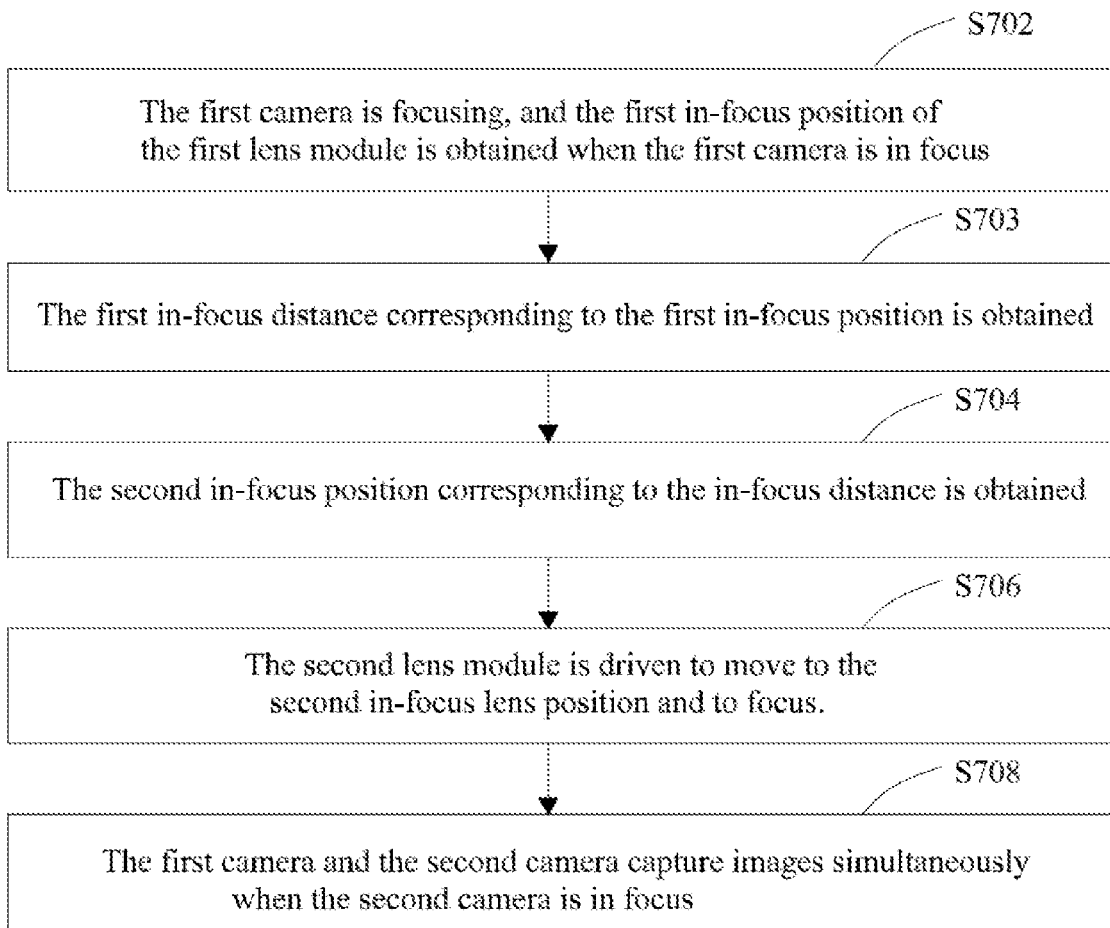 S702
The first camera is focusing, and the first in-focus position of
the first lens module is obtained when the first camera is in focus
S703
The first in-focus distance corresponding to the first in-focus position is obtained
S704
The second in-focus position corresponding to the in-focus distance is obtained
S706
The second lens module is driven to move to the
second in-focus lens position and to focus.
S708
The first camera and the second camera capture images simultaneously
when the second camera is in focus